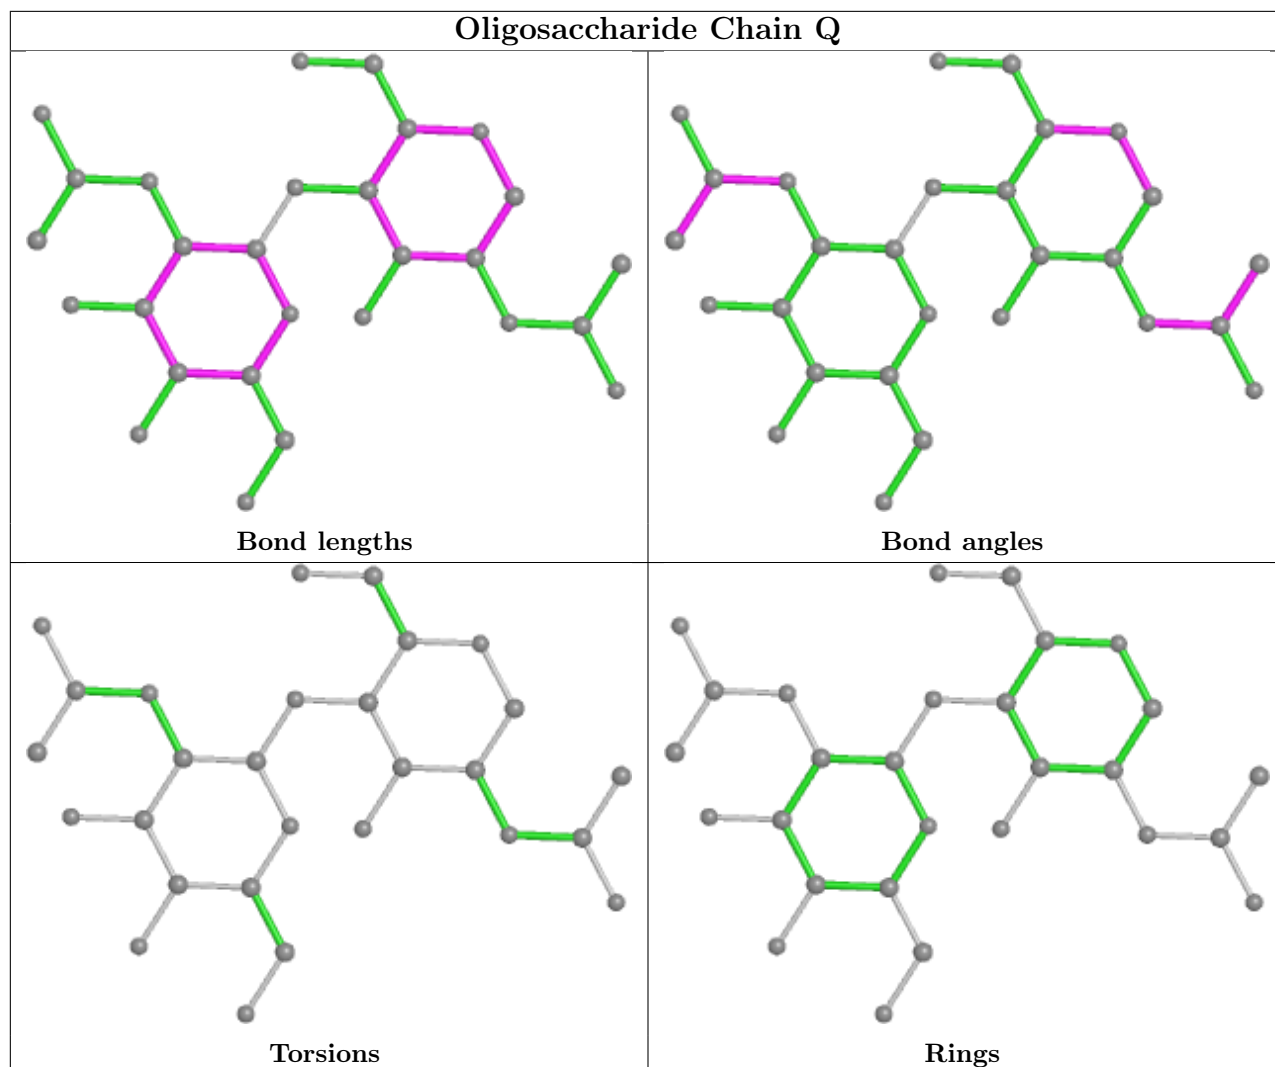 Oligosaccharide Chain Q
Bond lengths
Bond angles
Torsions
Rings